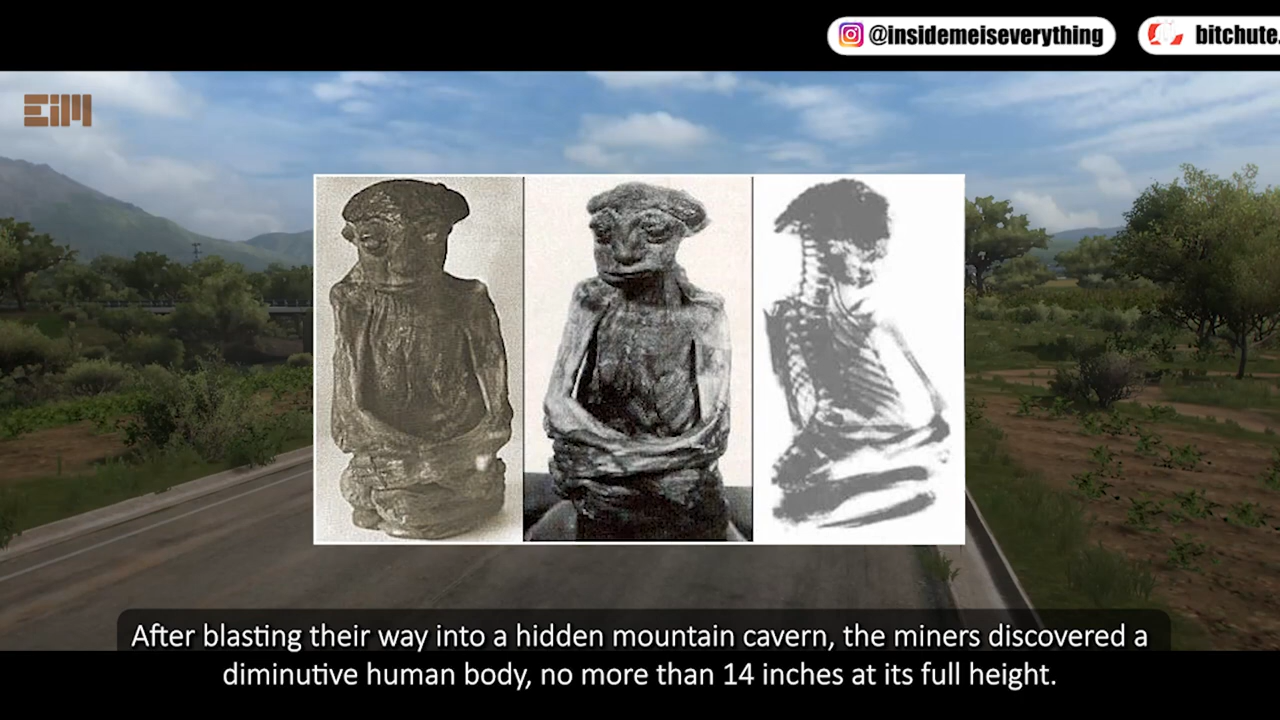 @insidemeiseverything
bitchute.
EiM
After blasting their way into a hidden mountain cavern, the miners discovered a
diminutive human body, no more than 14 inches at its full height.